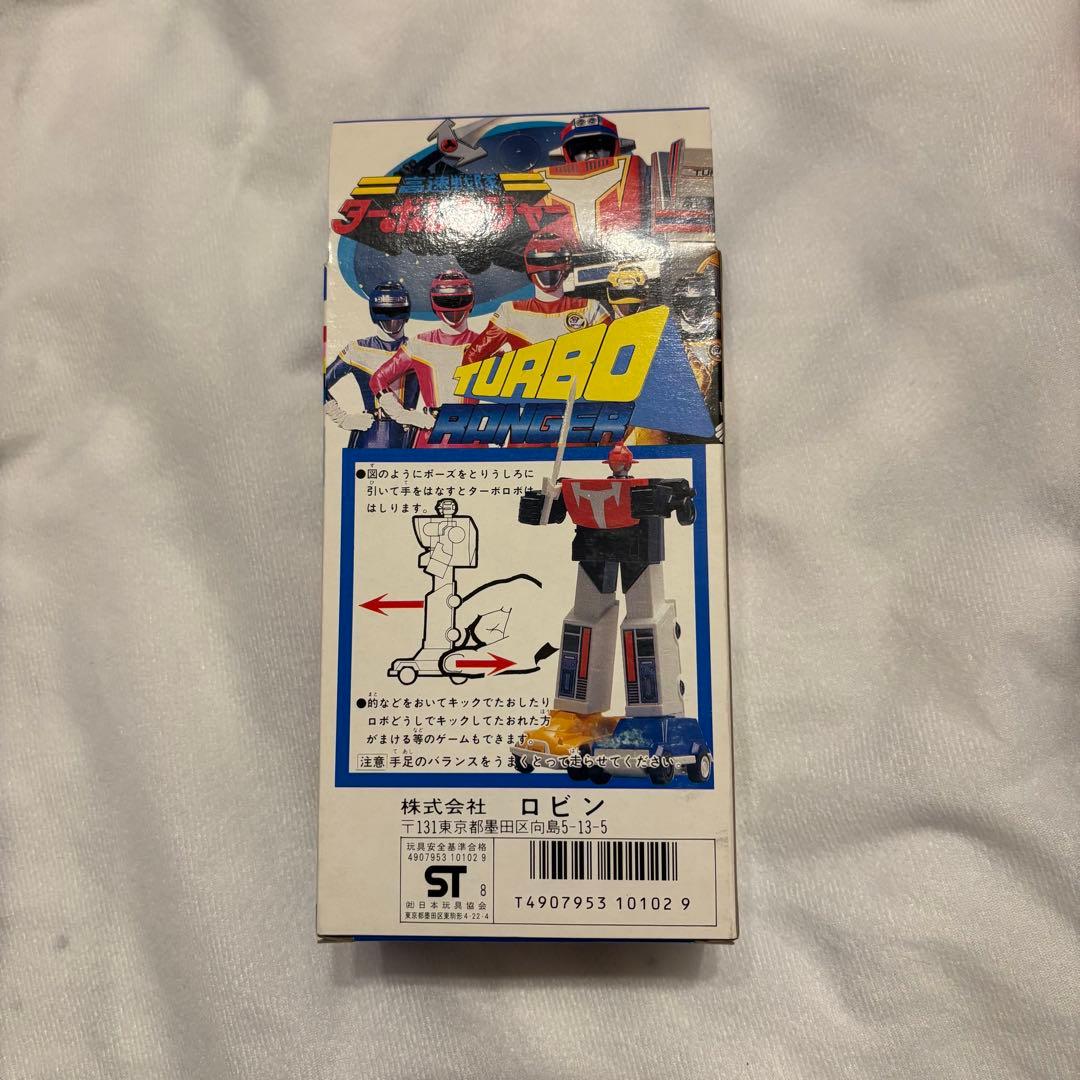 高速戦隊
ターボレンジャー
TURBO
RANGER
●図のようにポーズをとりうしろに
引いて手をはなすとターボロボは
はしります。
●的などをおいてキックでたおしたり
ロボどうしでキックしてたおれた方
がまける等のゲームもできます。
注意 手足のバランスをうまくとって走らせてください。
株式会社 ロビン
〒131東京都墨田区向島5-13-5
玩具安全基準合格
4907953 10102 9
ST 8
㈳日本玩具協会
東京都墨田区東駒形4-22-4
T4907953 10102 9